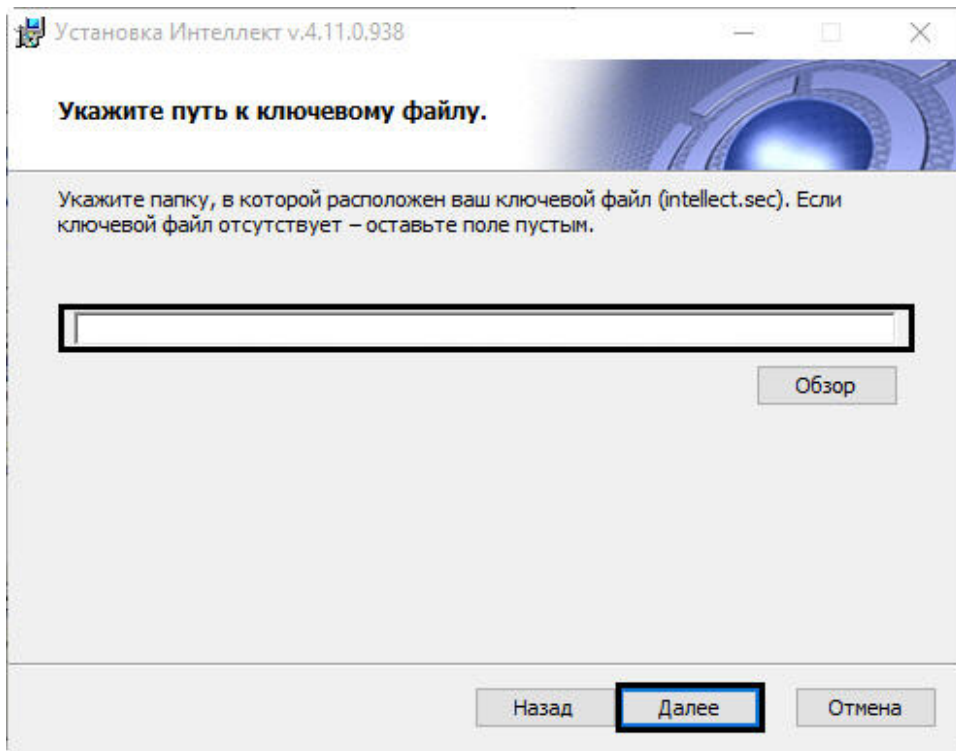 Установка Интеллект v.4.11.0.938
Укажите путь к ключевому файлу.
Укажите папку, в которой расположен ваш ключевой файл (intellect.sec). Если
ключевой файл отсутствует – оставьте поле пустым.
Обзор
Назад Далее Отмена